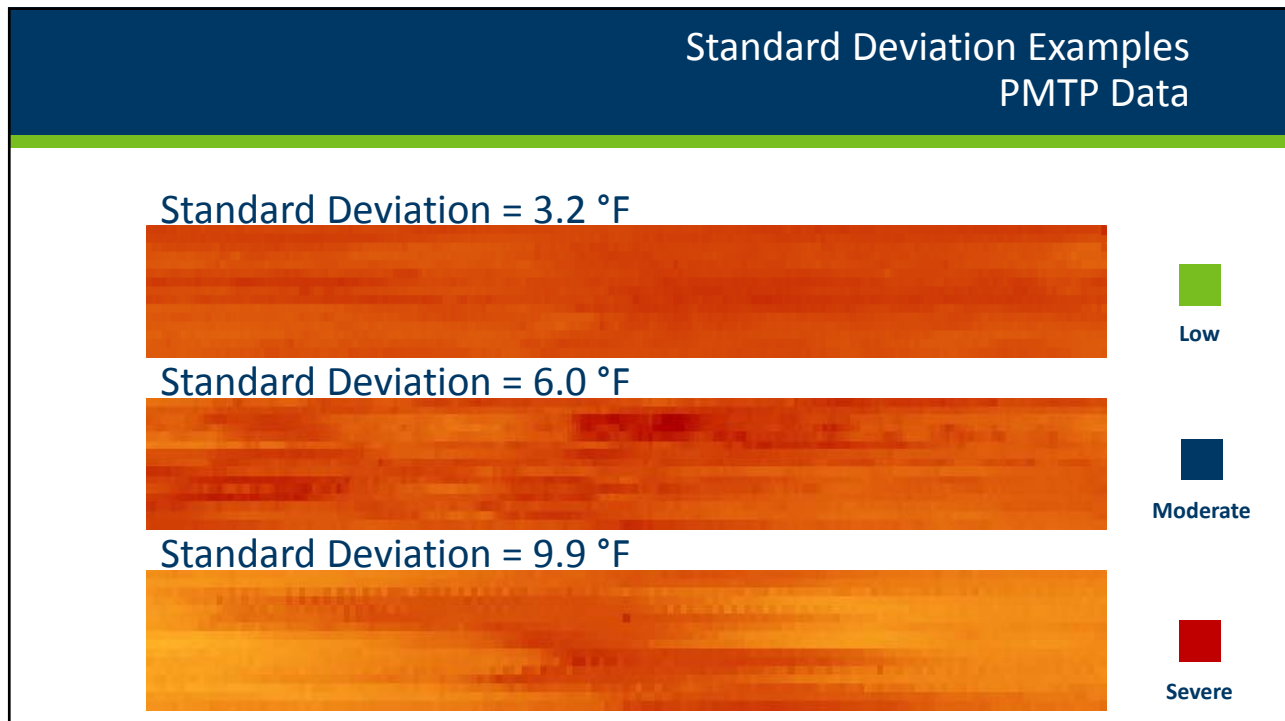 Standard Deviation Examples
PMTP Data
Standard Deviation = 3.2 °F
Low
Standard Deviation = 6.0 °F
Moderate
Standard Deviation = 9.9 °F
Severe